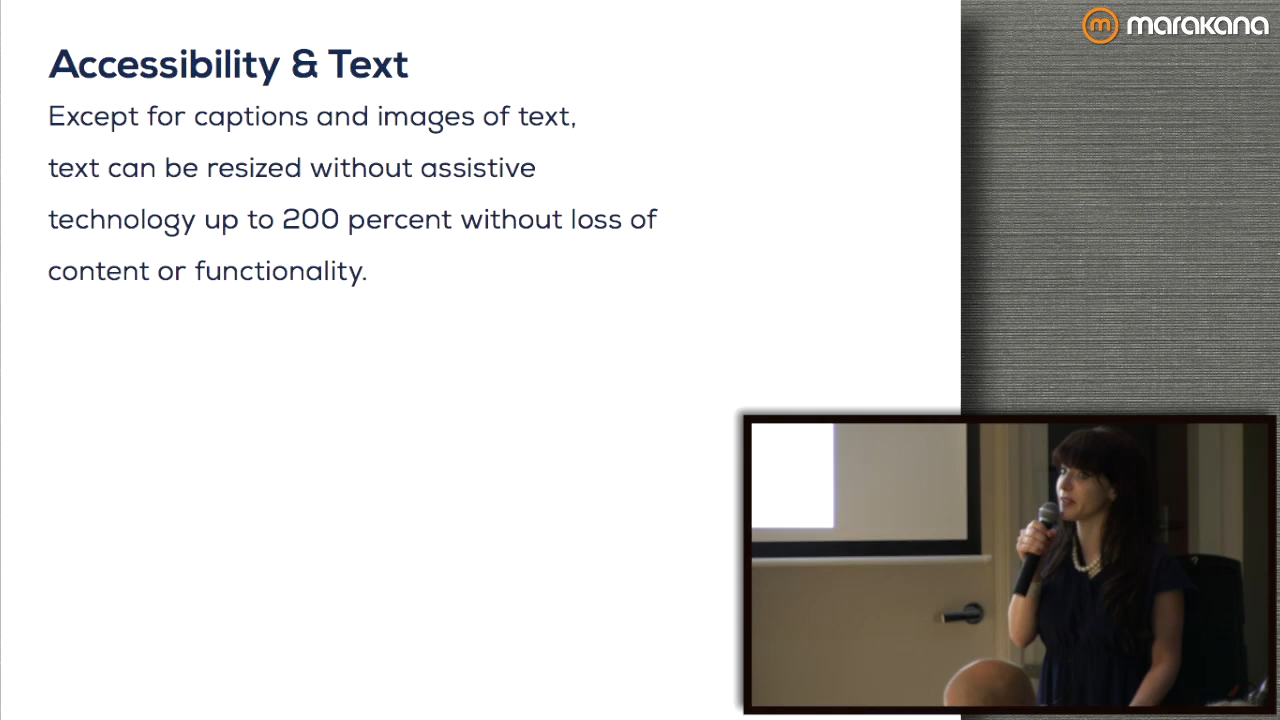 marakana
Accessibility & Text
Except for captions and images of text,
text can be resized without assistive
technology up to 200 percent without loss of
content or functionality.